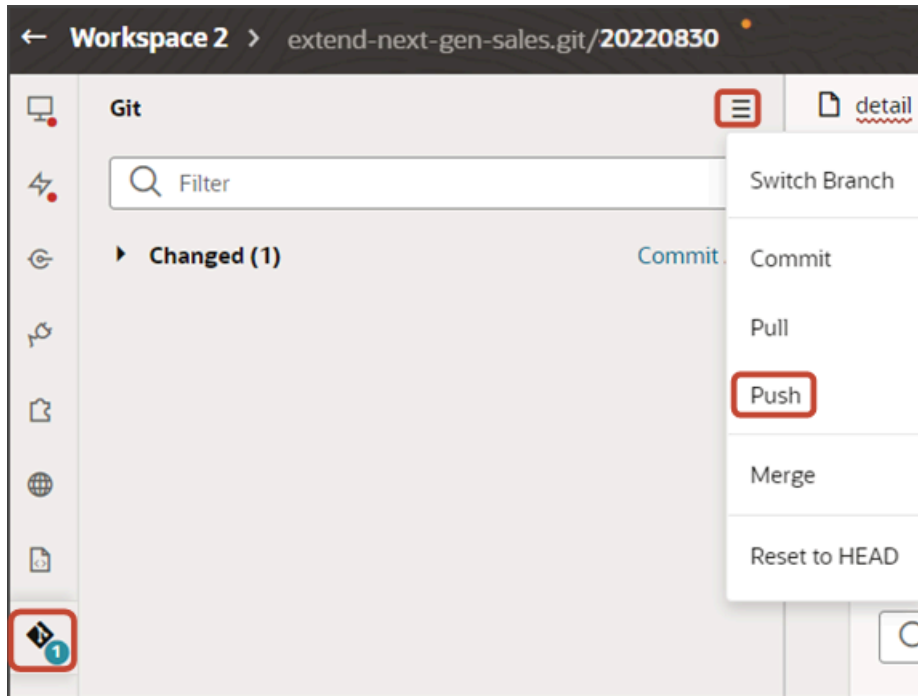 ← Workspace 2 > extend-next-gen-sales.git/20220830
Git
detail
Filter
Switch Branch
Changed (1)
Commit
Commit
Pull
Push
Merge
Reset to HEAD
1